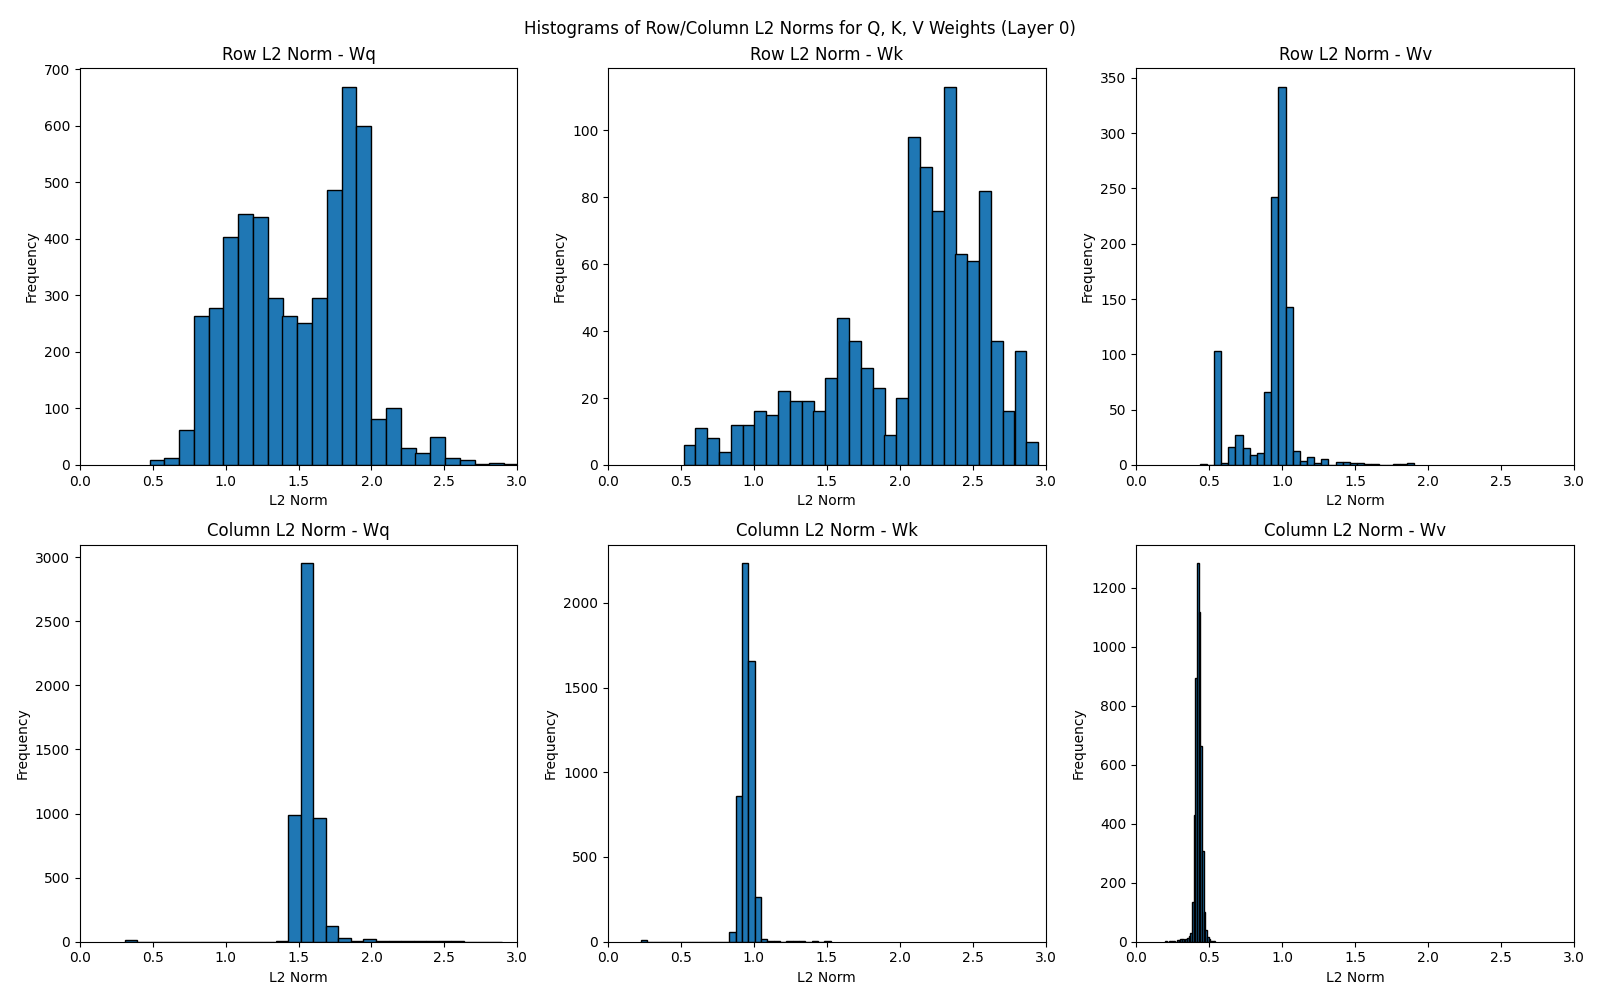 Histograms of Row/Column L2 Norms for Q, K, V Weights (Layer 0)
Row L2 Norm - Wq
700
600
500
400
300
200
100
0
Frequency
0.0 0.5 1.0 1.5 2.0 2.5 3.0
L2 Norm
Row L2 Norm - Wk
100
80
60
40
20
0
Frequency
0.0 0.5 1.0 1.5 2.0 2.5 3.0
L2 Norm
Row L2 Norm - Wv
350
300
250
200
150
100
50
0
Frequency
0.0 0.5 1.0 1.5 2.0 2.5 3.0
L2 Norm
Column L2 Norm - Wq
3000
2500
2000
1500
1000
500
0
Frequency
0.0 0.5 1.0 1.5 2.0 2.5 3.0
L2 Norm
Column L2 Norm - Wk
2000
1500
1000
500
0
Frequency
0.0 0.5 1.0 1.5 2.0 2.5 3.0
L2 Norm
Column L2 Norm - Wv
1200
1000
800
600
400
200
0
Frequency
0.0 0.5 1.0 1.5 2.0 2.5 3.0
L2 Norm